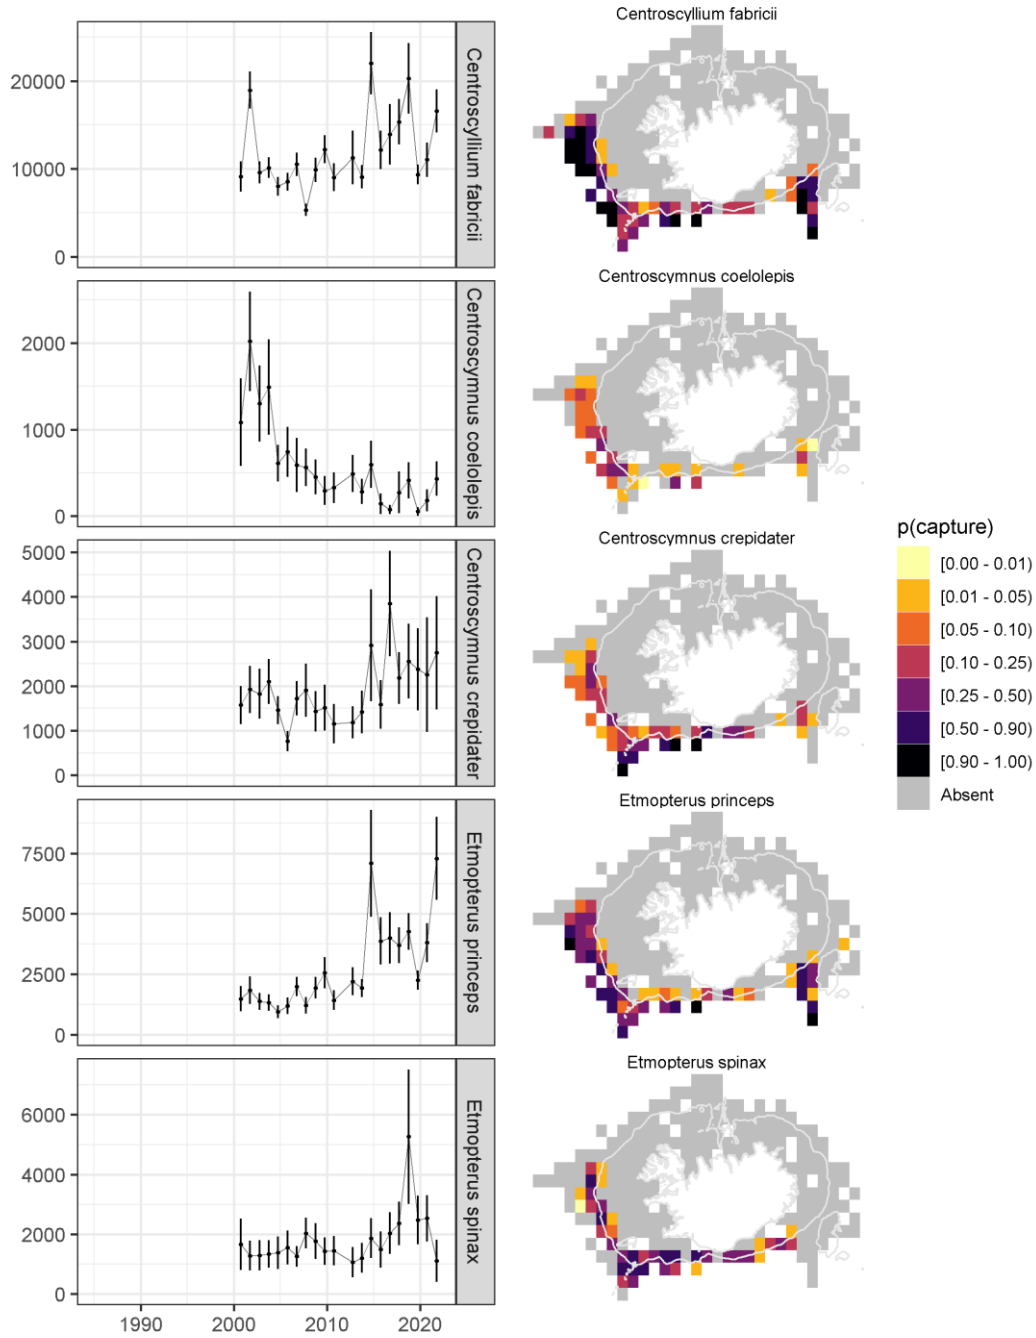 Centroscyllium fabricii
20000
10000
0
Centroscyllium fabricii
Centroscymnus coelolepis
2000
1000
0
Centroscymnus coelolepis
Centroscymnus crepidater
5000
4000
3000
2000
1000
0
Centroscymnus crepidater
p(capture)
[0.00 - 0.01)
[0.01 - 0.05)
[0.05 - 0.10)
[0.10 - 0.25)
[0.25 - 0.50)
[0.50 - 0.90)
[0.90 - 1.00)
Absent
Etmopterus princeps
7500
5000
2500
0
Etmopterus princeps
Etmopterus spinax
6000
4000
2000
0
Etmopterus spinax
1990 2000 2010 2020